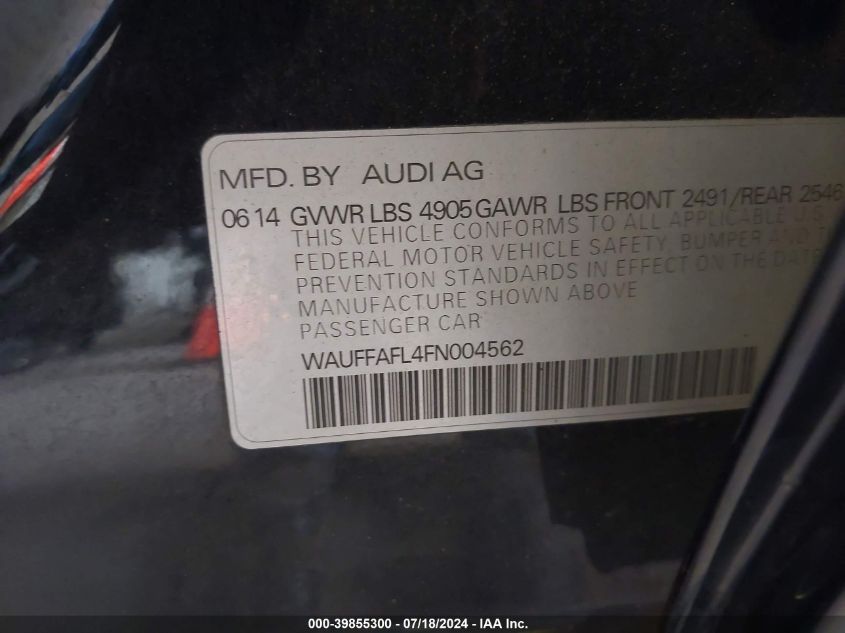 MFD. BY AUDI AG
06 14 GVWR LBS 4905 GAWR LBS FRONT 2491/REAR 2546
THIS VEHICLE CONFORMS TO ALL APPLICABLE U.S.
FEDERAL MOTOR VEHICLE SAFETY, BUMPER AND
PREVENTION STANDARDS IN EFFECT ON THE DATE
MANUFACTURE SHOWN ABOVE
PASSENGER CAR
WAUFFAFL4FN004562
000-39855300 / 07/18/2024 - IAA Inc.